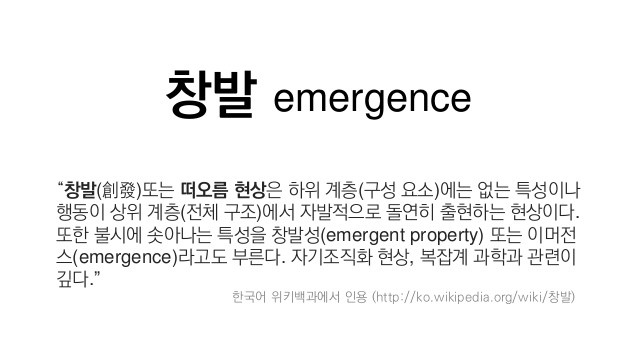 창발 emergence
“창발(創發)또는 떠오름 현상은 하위 계층(구성 요소)에는 없는 특성이나
행동이 상위 계층(전체 구조)에서 자발적으로 돌연히 출현하는 현상이다.
또한 불시에 솟아나는 특성을 창발성(emergent property) 또는 이머전
스(emergence)라고도 부른다. 자기조직화 현상, 복잡계 과학과 관련이
깊다.”
한국어 위키백과에서 인용 (http://ko.wikipedia.org/wiki/창발)